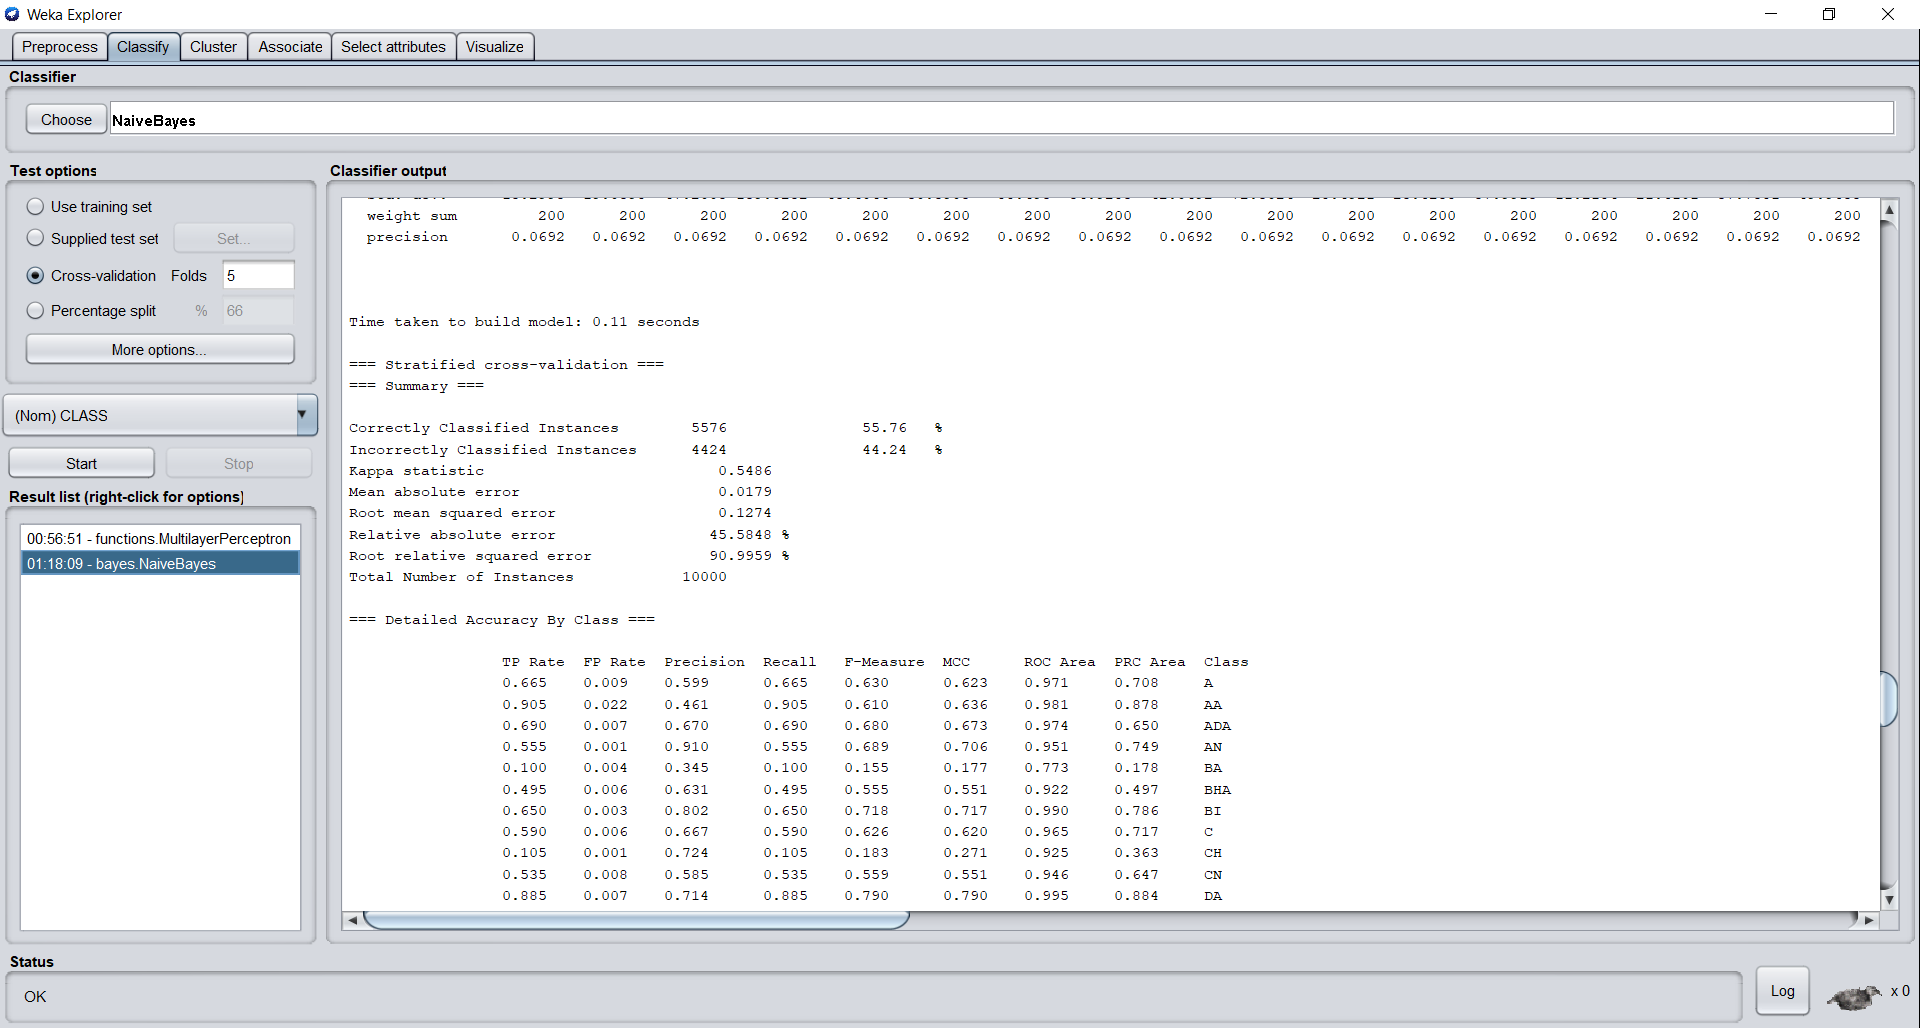 Weka Explorer
Preprocess Classify Cluster Associate Select attributes Visualize
Classifier
Choose NaiveBayes
Test options
Use training set
Supplied test set Set...
Cross-validation Folds 5
Percentage split % 66
More options...
(Nom) CLASS
Start Stop
Result list (right-click for options)
00:56:51 - functions.MultilayerPerceptron
01:18:09 - bayes.NaiveBayes
Classifier output
weight sum 200 200 200 200 200 200 200 200 200 200 200 200 200 200 200 200 200
precision 0.0692 0.0692 0.0692 0.0692 0.0692 0.0692 0.0692 0.0692 0.0692 0.0692 0.0692 0.0692 0.0692 0.0692 0.0692 0.0692 0.0692
Time taken to build model: 0.11 seconds
=== Stratified cross-validation ===
=== Summary ===
Correctly Classified Instances 5576 55.76 %
Incorrectly Classified Instances 4424 44.24 %
Kappa statistic 0.5486
Mean absolute error 0.0179
Root mean squared error 0.1274
Relative absolute error 45.5848 %
Root relative squared error 90.9959 %
Total Number of Instances 10000
=== Detailed Accuracy By Class ===
TP Rate FP Rate Precision Recall F-Measure MCC ROC Area PRC Area Class
0.665 0.009 0.599 0.665 0.630 0.623 0.971 0.708 A
0.905 0.022 0.461 0.905 0.610 0.636 0.981 0.878 AA
0.690 0.007 0.670 0.690 0.680 0.673 0.974 0.650 ADA
0.555 0.001 0.910 0.555 0.689 0.706 0.951 0.749 AN
0.100 0.004 0.345 0.100 0.155 0.177 0.773 0.178 BA
0.495 0.006 0.631 0.495 0.555 0.551 0.922 0.497 BHA
0.650 0.003 0.802 0.650 0.718 0.717 0.990 0.786 BI
0.590 0.006 0.667 0.590 0.626 0.620 0.965 0.717 C
0.105 0.001 0.724 0.105 0.183 0.271 0.925 0.363 CH
0.535 0.008 0.585 0.535 0.559 0.551 0.946 0.647 CN
0.885 0.007 0.714 0.885 0.790 0.790 0.995 0.884 DA
Status
OK
Log x 0